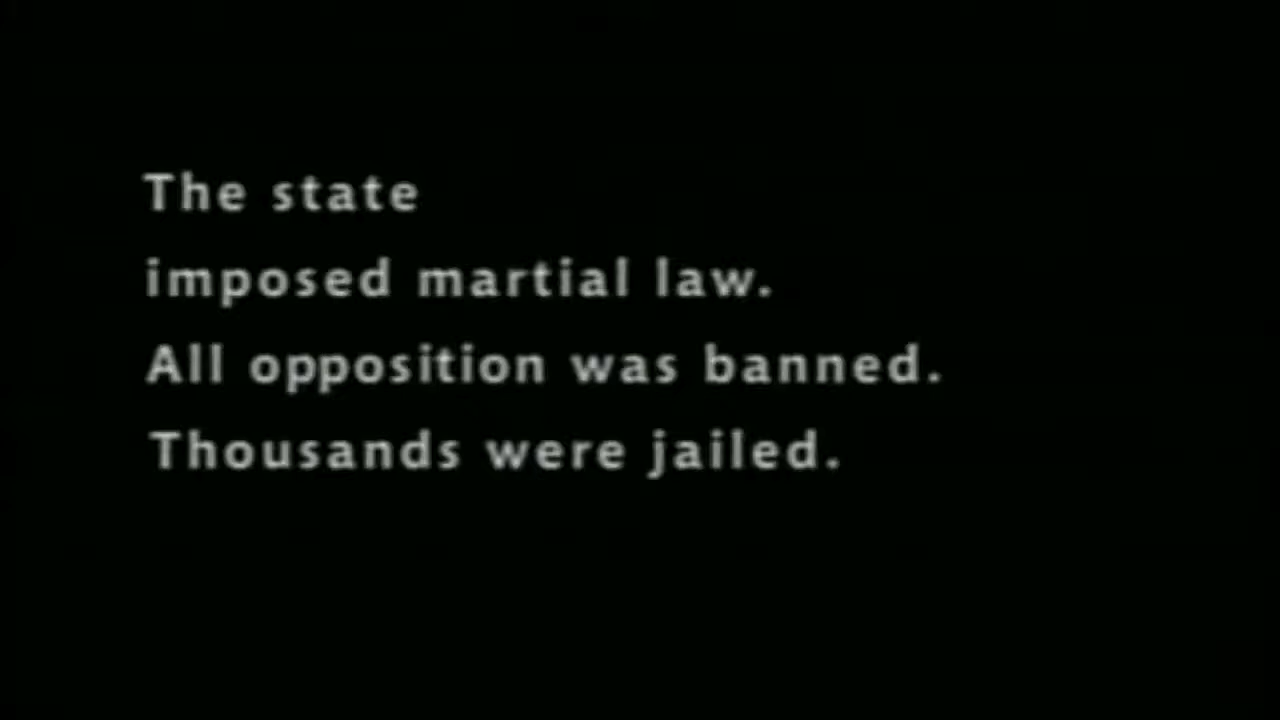 The state
imposed martial law.
All opposition was banned.
Thousands were jailed.